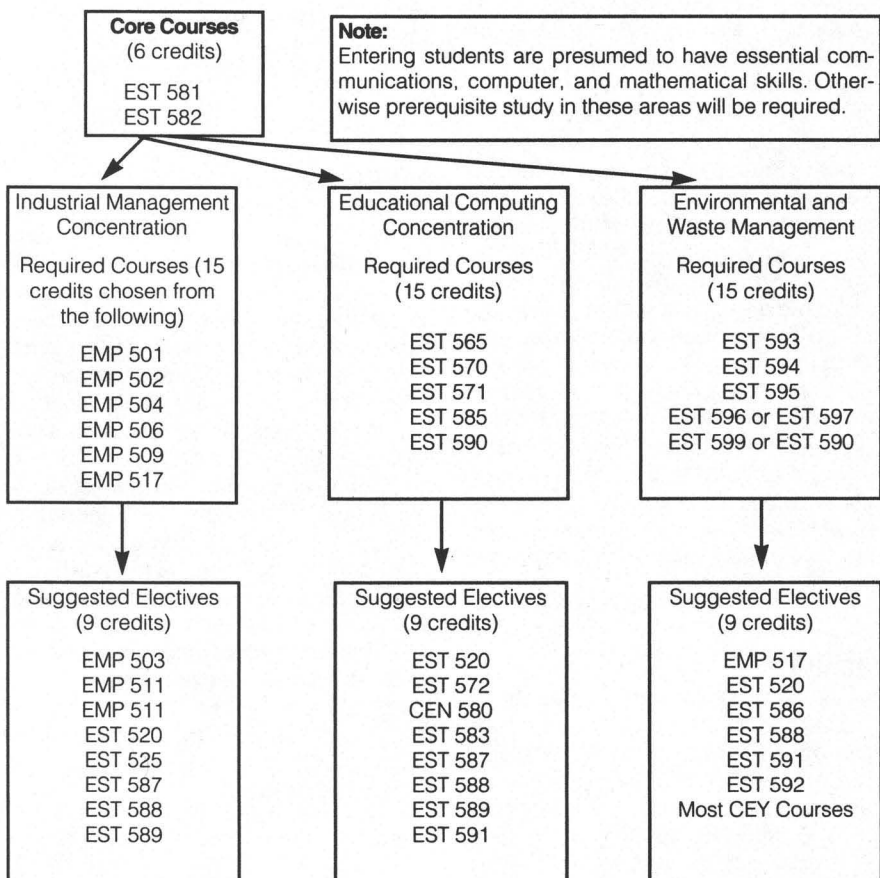 Core Courses
(6 credits)
EST 581
EST 582
Note:
Entering students are presumed to have essential com-
munications, computer, and mathematical skills. Other-
wise prerequisite study in these areas will be required.
Industrial Management
Concentration
Required Courses (15
credits chosen from
the following)
EMP 501
EMP 502
EMP 504
EMP 506
EMP 509
EMP 517
Educational Computing
Concentration
Required Courses
(15 credits)
EST 565
EST 570
EST 571
EST 585
EST 590
Environmental and
Waste Management
Required Courses
(15 credits)
EST 593
EST 594
EST 595
EST 596 or EST 597
EST 599 or EST 590
Suggested Electives
(9 credits)
EMP 503
EMP 511
EMP 511
EST 520
EST 525
EST 587
EST 588
EST 589
Suggested Electives
(9 credits)
EST 520
EST 572
CEN 580
EST 583
EST 587
EST 588
EST 589
EST 591
Suggested Electives
(9 credits)
EMP 517
EST 520
EST 586
EST 588
EST 591
EST 592
Most CEY Courses